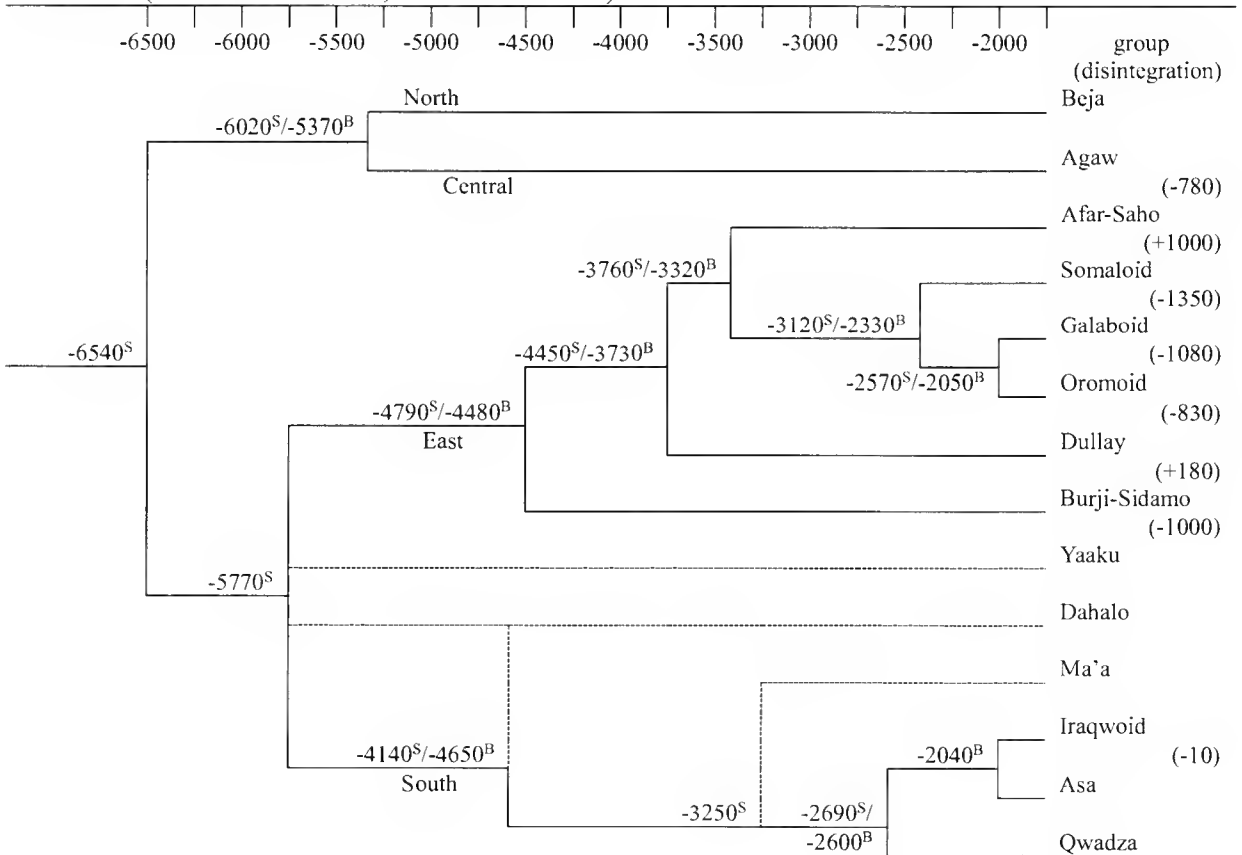 -6500 -6000 -5500 -5000 -4500 -4000 -3500 -3000 -2500 -2000 group
(disintegration)
North Beja
-6020S/-5370B
Agaw
Central (-780)
Afar-Saho
(+1000)
-3760S/-3320B Somaloid
(-1350)
-3120S/-2330B Galaboid
-6540S -4450S/-3730B (-1080)
-2570S/-2050B Oromoid
-4790S/-4480B (-830)
East Dullay
(+180)
Burji-Sidamo
(-1000)
Yaaku
-5770S
Dahalo
Ma'a
Iraqwoid
-4140S/-4650B -2040B (-10)
South Asa
-3250S -2690S/
-2600B Qwadza